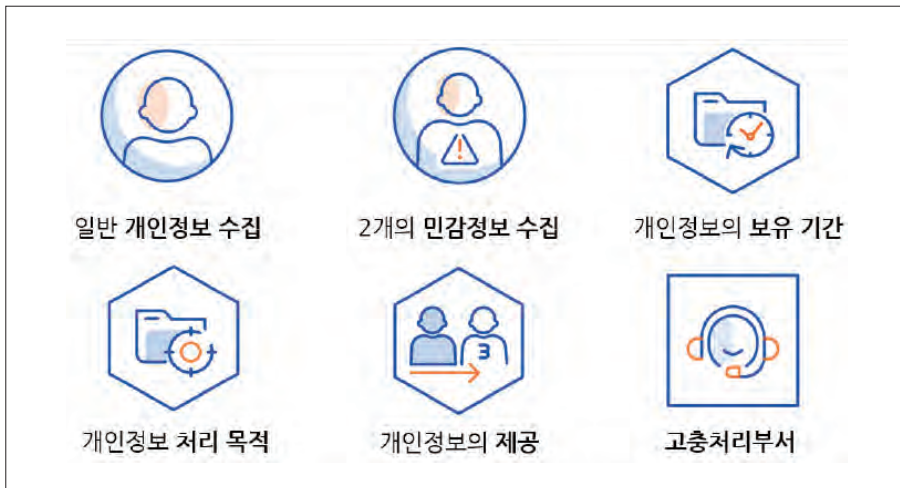 일반 개인정보 수집
2개의 민감정보 수집
개인정보의 보유 기간
3
개인정보 처리 목적
개인정보의 제공
고충처리부서